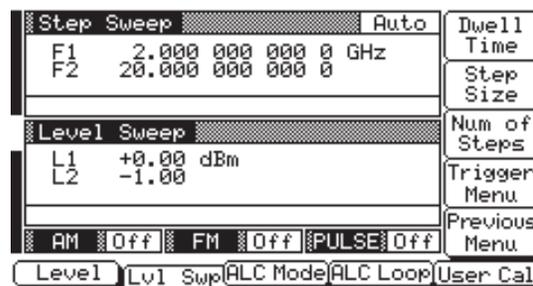 Step Sweep Auto
F1 2.000 000 000 0 GHz
F2 20.000 000 000 0
Level Sweep
L1 +0.00 dBm
L2 -1.00
AM Off FM Off PULSE Off
Level Lvl Swp ALC Mode ALC Loop User Cal
Dwell
Time
Step
Size
Num of
Steps
Trigger
Menu
Previous
Menu